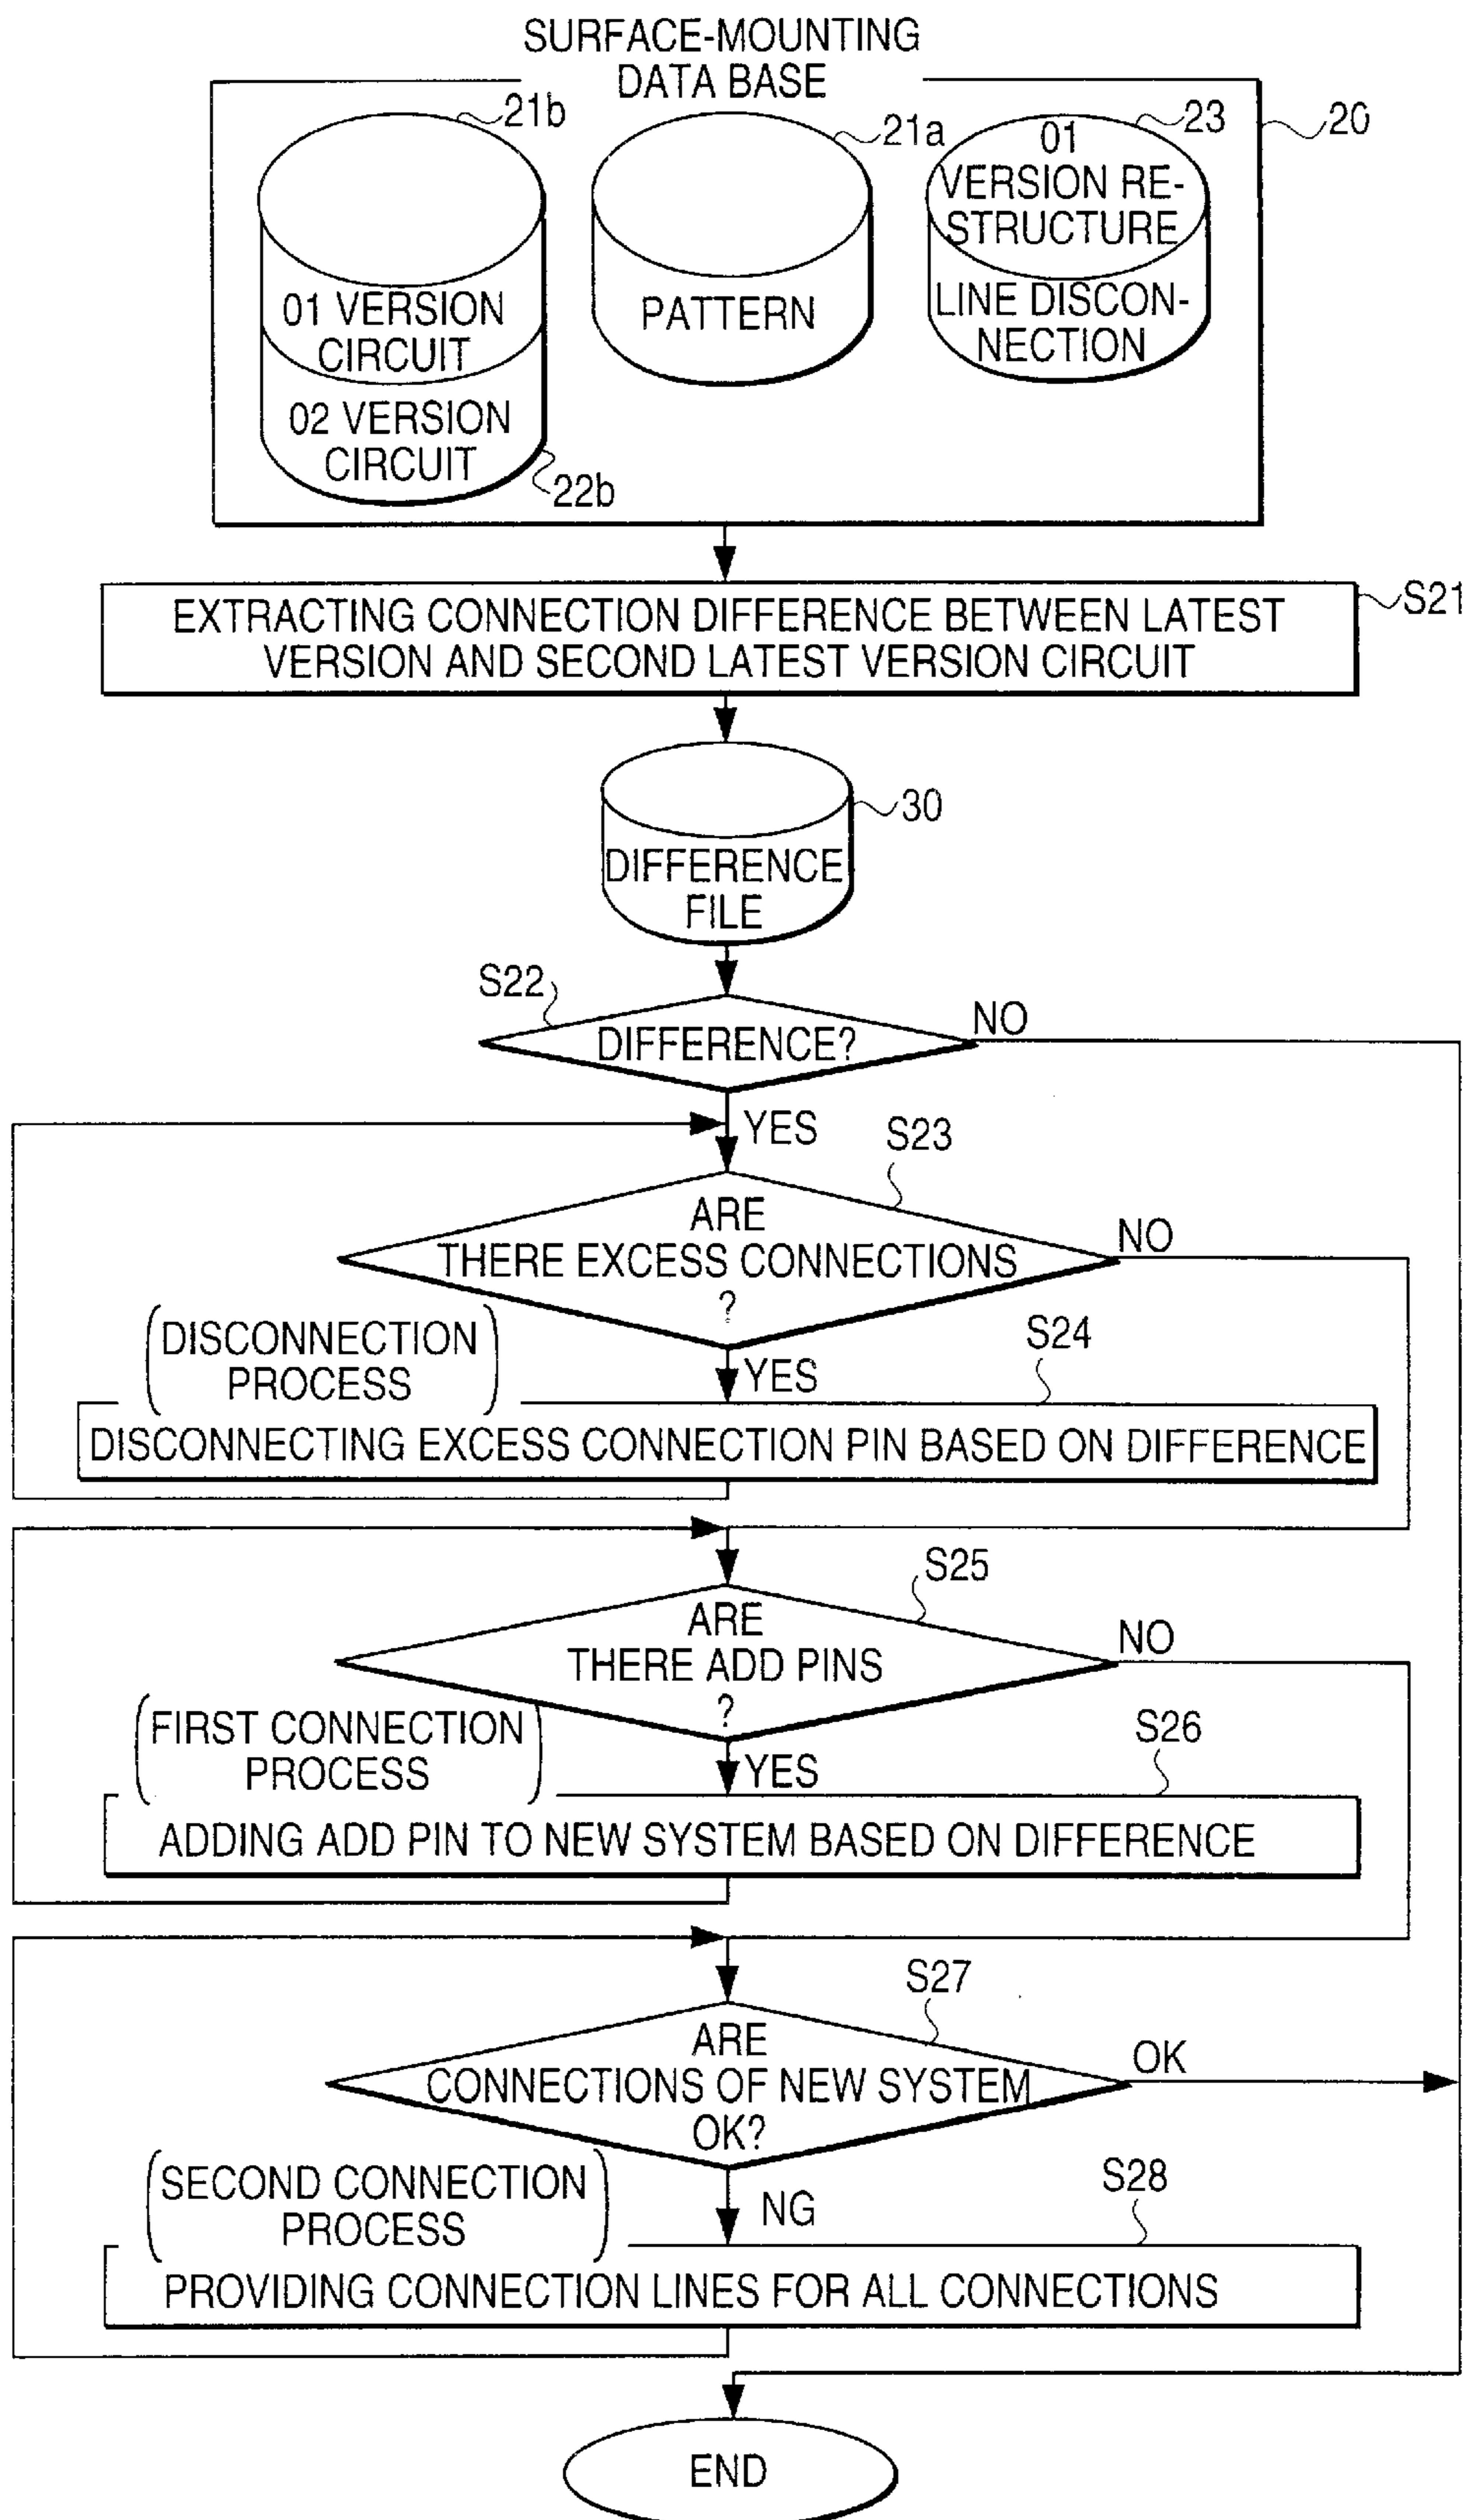 SURFACE-MOUNTING
DATA BASE
21b
21a
23
20
01
VERSION RE-
STRUCTURE
LINE DISCON-
NECTION
01 VERSION
CIRCUIT
PATTERN
02 VERSION
CIRCUIT
22b
S21
EXTRACTING CONNECTION DIFFERENCE BETWEEN LATEST
VERSION AND SECOND LATEST VERSION CIRCUIT
30
DIFFERENCE
FILE
S22
DIFFERENCE?
NO
YES
S23
ARE
THERE EXCESS CONNECTIONS
?
NO
DISCONNECTION
PROCESS
YES
S24
DISCONNECTING EXCESS CONNECTION PIN BASED ON DIFFERENCE
S25
ARE
THERE ADD PINS
?
NO
FIRST CONNECTION
PROCESS
YES
S26
ADDING ADD PIN TO NEW SYSTEM BASED ON DIFFERENCE
S27
ARE
CONNECTIONS OF NEW SYSTEM
OK?
OK
SECOND CONNECTION
PROCESS
NG
S28
PROVIDING CONNECTION LINES FOR ALL CONNECTIONS
END